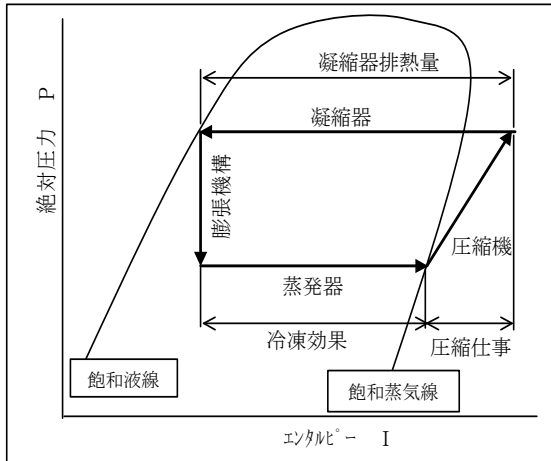 凝縮器排熱量
凝縮器
絶対圧力 P
膨張機構
圧縮機
蒸発器
冷凍効果
圧縮仕事
飽和液線
飽和蒸気線
ｴﾝﾀﾙﾋﾟー I